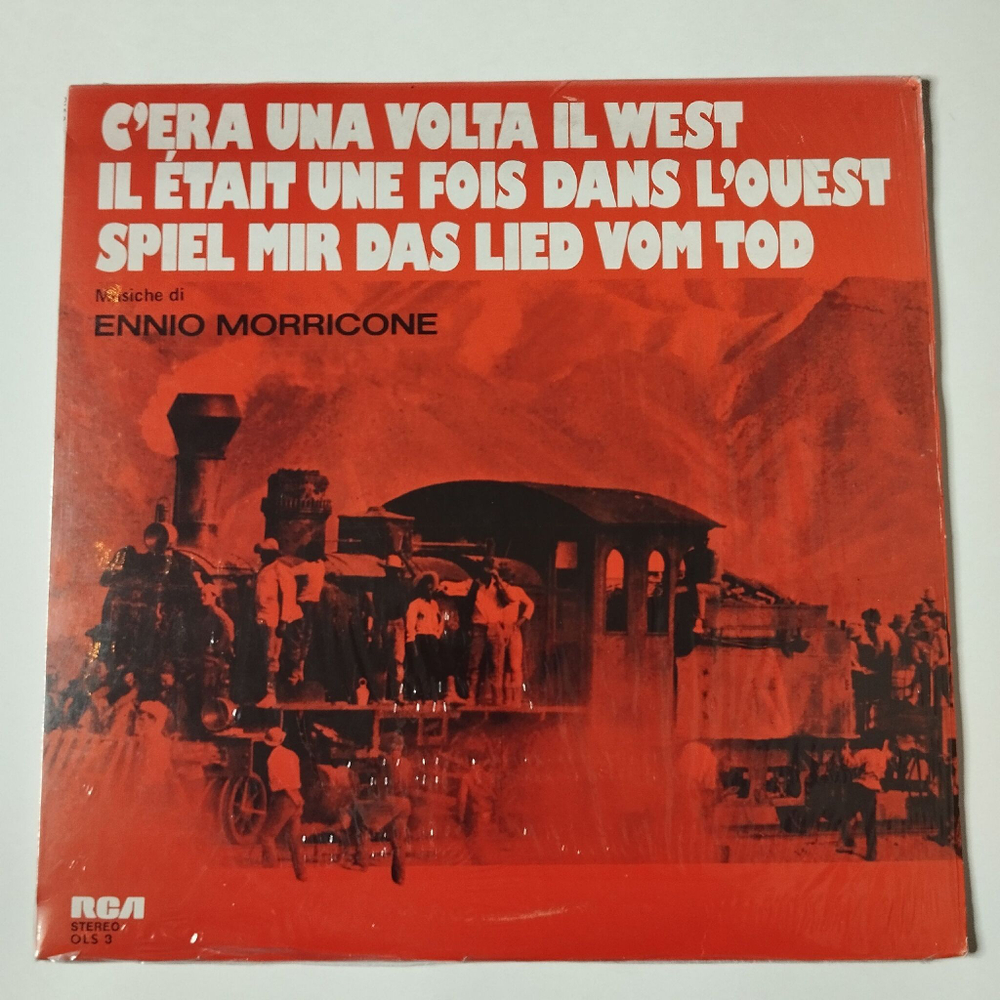 C'ERA UNA VOLTA IL WEST
IL ÉTAIT UNE FOIS DANS L'OUEST
SPIEL MIR DAS LIED VOM TOD
Musiche di
ENNIO MORRICONE
RCA
STEREO
OLS 3